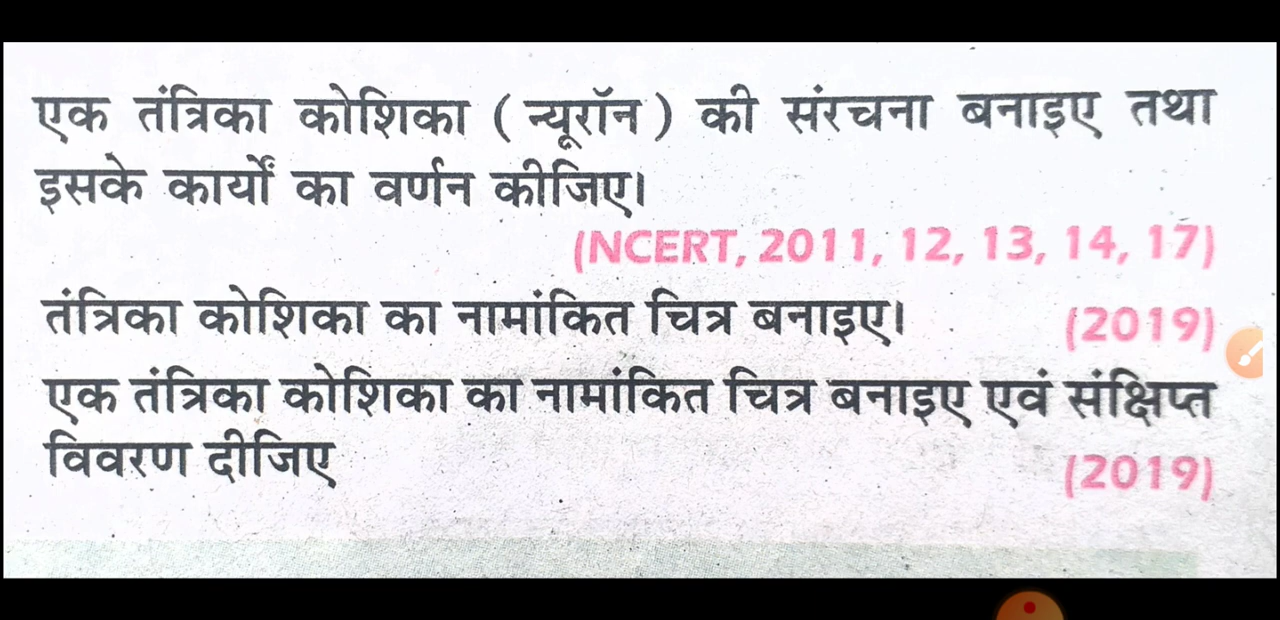 एक तंत्रिका कोशिका ( न्यूरॉन ) की संरचना बनाइए तथा
इसके कार्यों का वर्णन कीजिए।
(NCERT, 2011, 12, 13, 14, 17)
तंत्रिका कोशिका का नामांकित चित्र बनाइए। (2019)
एक तंत्रिका कोशिका का नामांकित चित्र बनाइए एवं संक्षिप्त
विवरण दीजिए (2019)